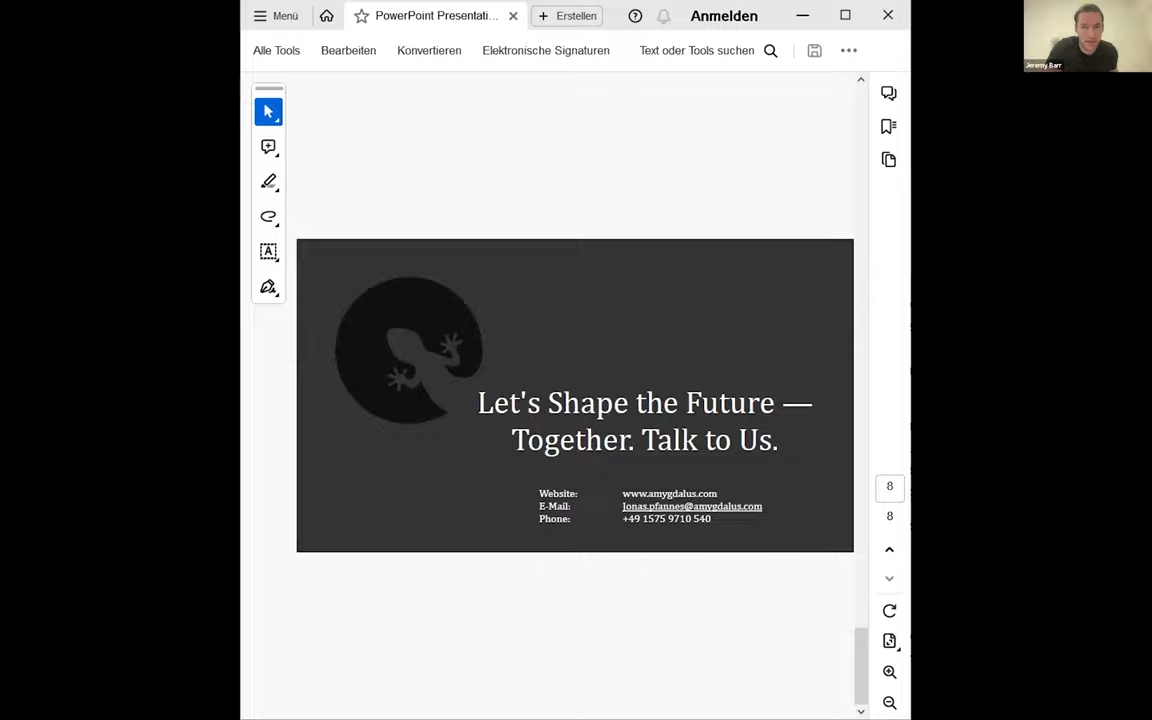 Menü
PowerPoint Presentati...
Erstellen
Anmelden
Alle Tools
Bearbeiten
Konvertieren
Elektronische Signaturen
Text oder Tools suchen
Jeremy Barr
Let's Shape the Future —
Together. Talk to Us.
Website: www.amygdalus.com
E-Mail: Jonas.pfannes@amygdalus.com
Phone: +49 1575 9710 540
8
8